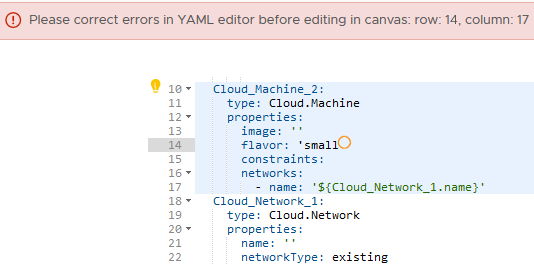 Please correct errors in YAML editor before editing in canvas: row: 14, column: 17
10 Cloud_Machine_2:
11 type: Cloud.Machine
12 properties:
13 image: ''
14 flavor: 'small
15 constraints:
16 networks:
17 - name: '${Cloud_Network_1.name}'
18 Cloud_Network_1:
19 type: Cloud.Network
20 properties:
21 name: ''
22 networkType: existing